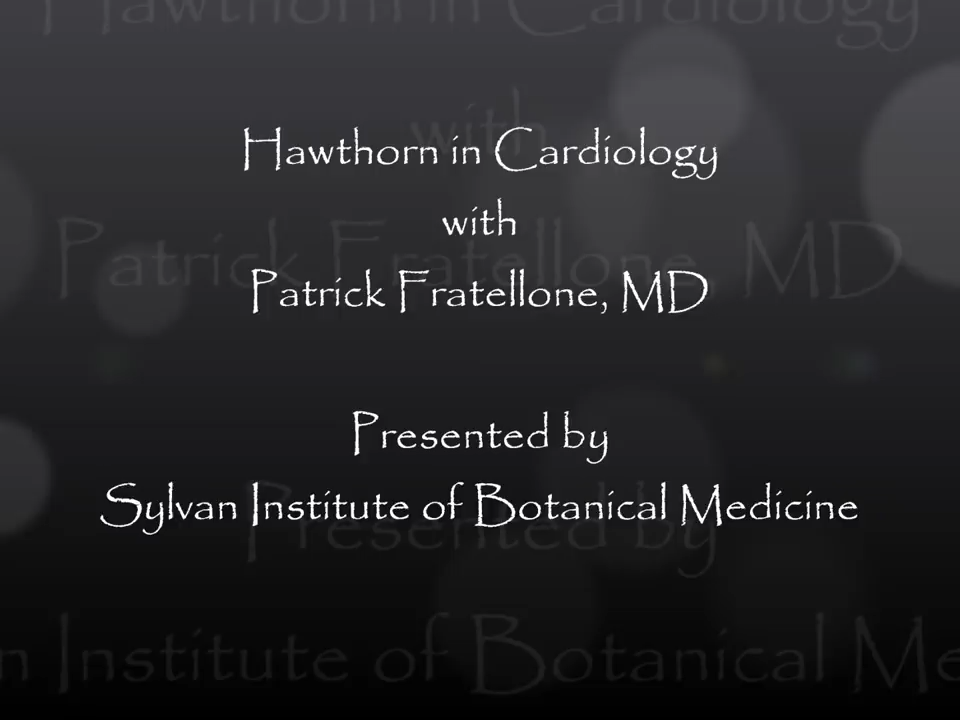 Hawthorn in Cardiology
with
Patrick Fratellone, MD
Presented by
Sylvan Institute of Botanical Medicine